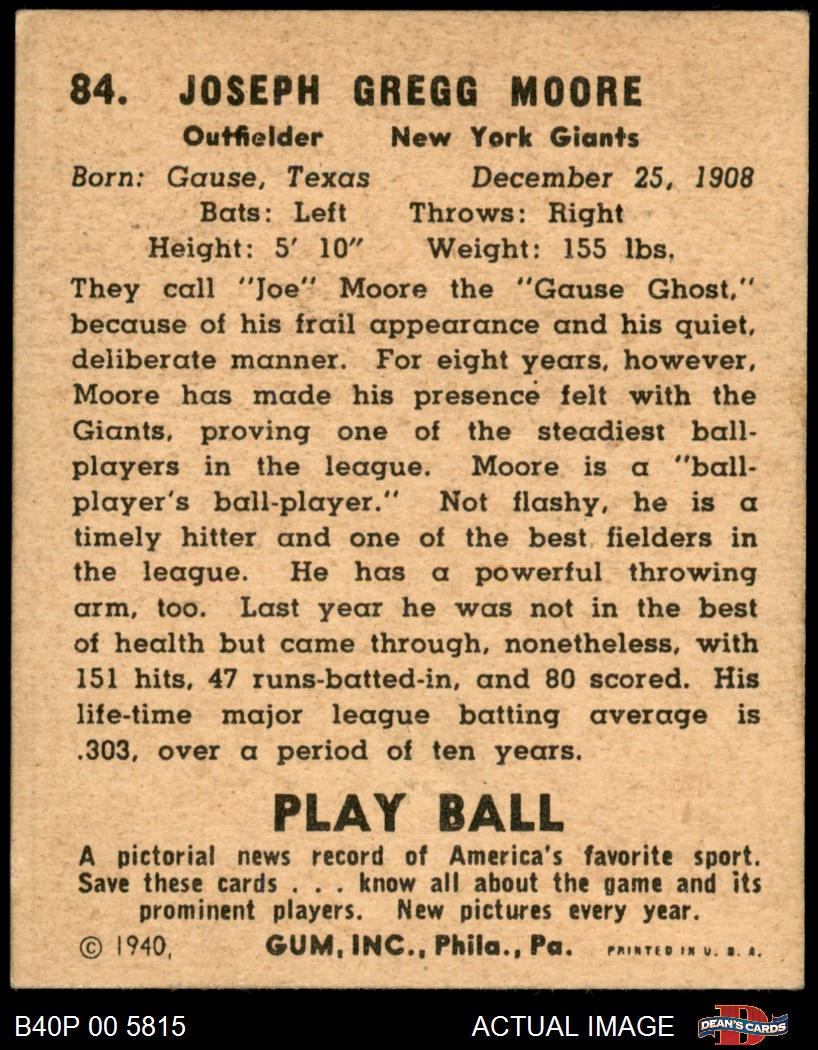 84. JOSEPH GREGG MOORE
Outfielder New York Giants
Born: Gause, Texas December 25, 1908
Bats: Left Throws: Right
Height: 5' 10" Weight: 155 lbs.
They call "Joe" Moore the "Gause Ghost,"
because of his frail appearance and his quiet,
deliberate manner. For eight years, however,
Moore has made his presence felt with the
Giants, proving one of the steadiest ball-
players in the league. Moore is a "ball-
player's ball-player." Not flashy, he is a
timely hitter and one of the best fielders in
the league. He has a powerful throwing
arm, too. Last year he was not in the best
of health but came through, nonetheless, with
151 hits, 47 runs-batted-in, and 80 scored. His
life-time major league batting average is
.303, over a period of ten years.
PLAY BALL
A pictorial news record of America's favorite sport.
Save these cards . . . know all about the game and its
prominent players. New pictures every year.
© 1940, GUM, INC., Phila., Pa. PRINTED IN U. S. A.
B40P 00 5815 ACTUAL IMAGE D DEAN'S CARDS